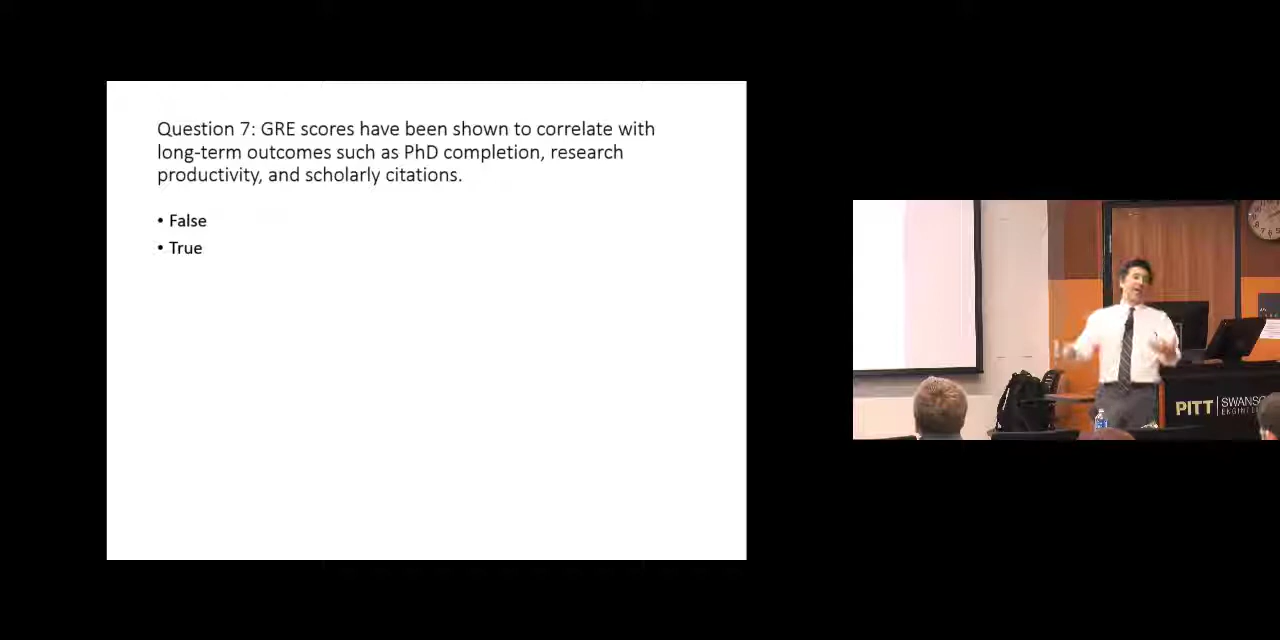 Question 7: GRE scores have been shown to correlate with
long-term outcomes such as PhD completion, research
productivity, and scholarly citations.
• False
• True
PITT